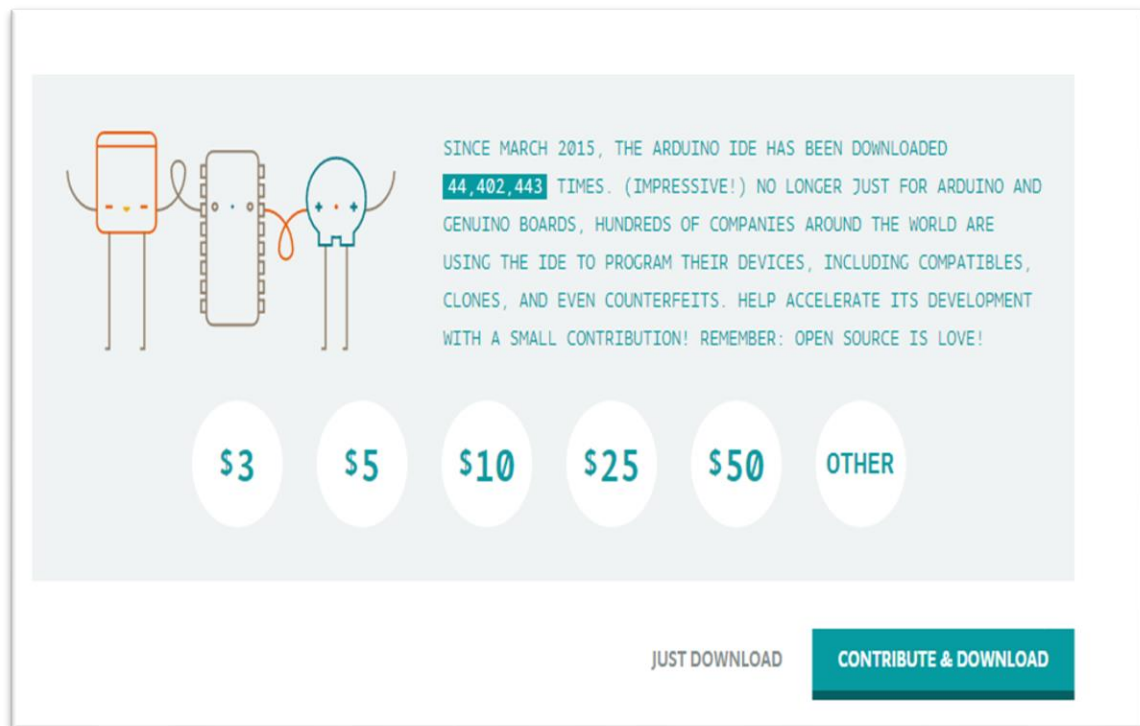 SINCE MARCH 2015, THE ARDUINO IDE HAS BEEN DOWNLOADED
44,402,443 TIMES. (IMPRESSIVE!) NO LONGER JUST FOR ARDUINO AND
GENUINO BOARDS, HUNDREDS OF COMPANIES AROUND THE WORLD ARE
USING THE IDE TO PROGRAM THEIR DEVICES, INCLUDING COMPATIBLES,
CLONES, AND EVEN COUNTERFEITS. HELP ACCELERATE ITS DEVELOPMENT
WITH A SMALL CONTRIBUTION! REMEMBER: OPEN SOURCE IS LOVE!
$3 $5 $10 $25 $50 OTHER
JUST DOWNLOAD CONTRIBUTE & DOWNLOAD